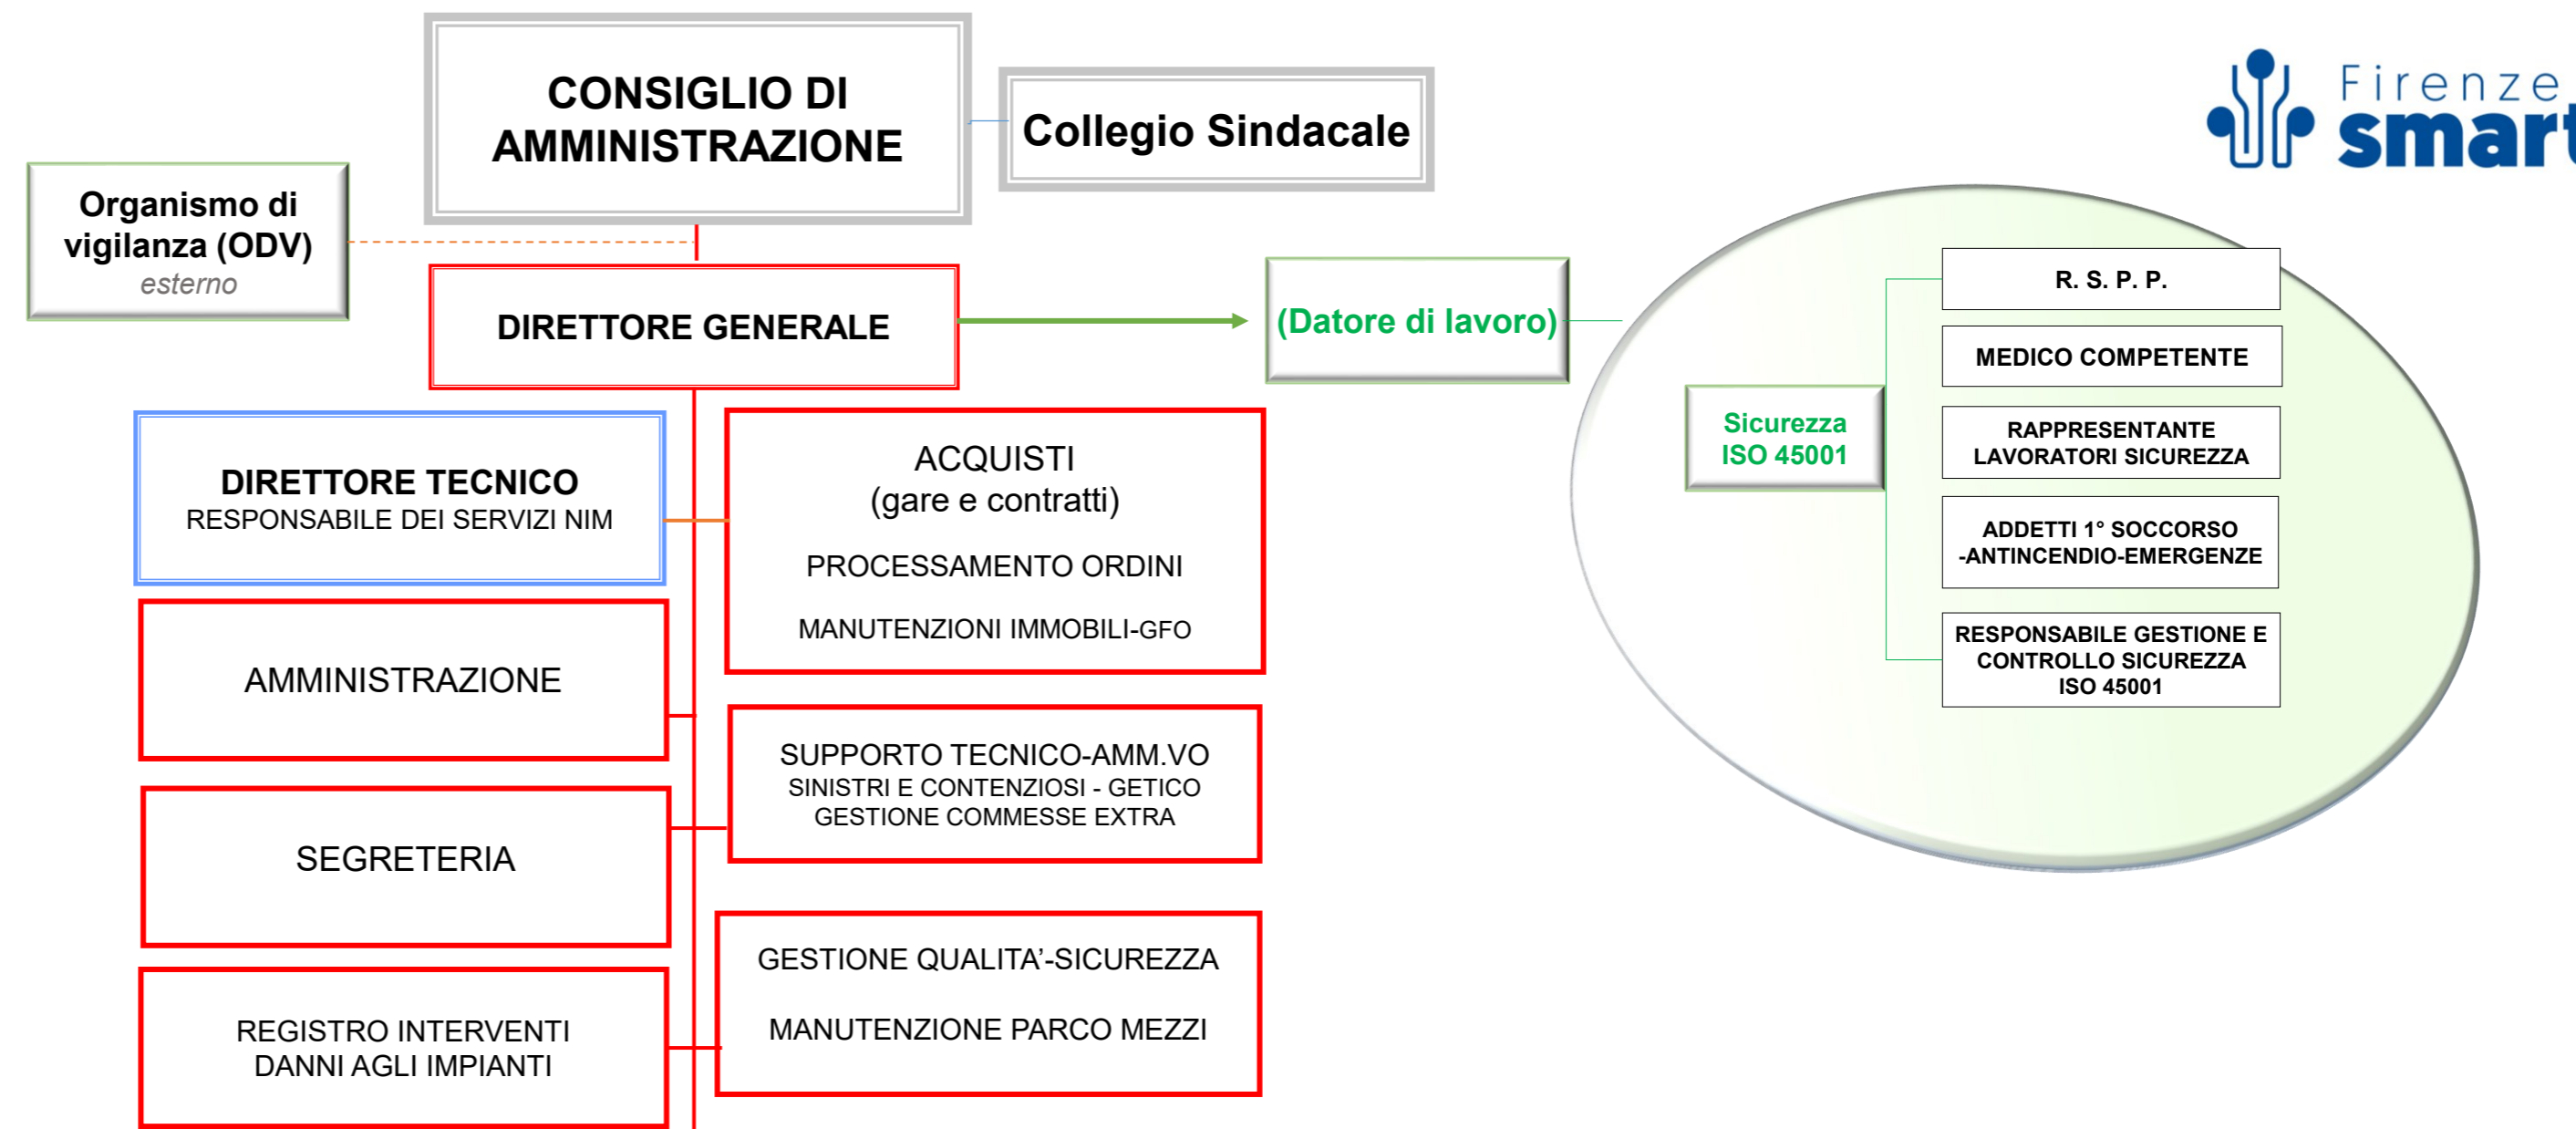 CONSIGLIO DI
AMMINISTRAZIONE
Collegio Sindacale
Firenze
smart
Organismo di
vigilanza (ODV)
esterno
DIRETTORE GENERALE
(Datore di lavoro)
DIRETTORE TECNICO
RESPONSABILE DEI SERVIZI NIM
ACQUISTI
(gare e contratti)
PROCESSAMENTO ORDINI
MANUTENZIONI IMMOBILI-GFO
AMMINISTRAZIONE
SUPPORTO TECNICO-AMM.VO
SINISTRI E CONTENZIOSI - GETICO
GESTIONE COMMESSE EXTRA
SEGRETERIA
GESTIONE QUALITA’-SICUREZZA
MANUTENZIONE PARCO MEZZI
REGISTRO INTERVENTI
DANNI AGLI IMPIANTI
Sicurezza
ISO 45001
R. S. P. P.
MEDICO COMPETENTE
RAPPRESENTANTE
LAVORATORI SICUREZZA
ADDETTI 1° SOCCORSO
-ANTINCENDIO-EMERGENZE
RESPONSABILE GESTIONE E
CONTROLLO SICUREZZA
ISO 45001